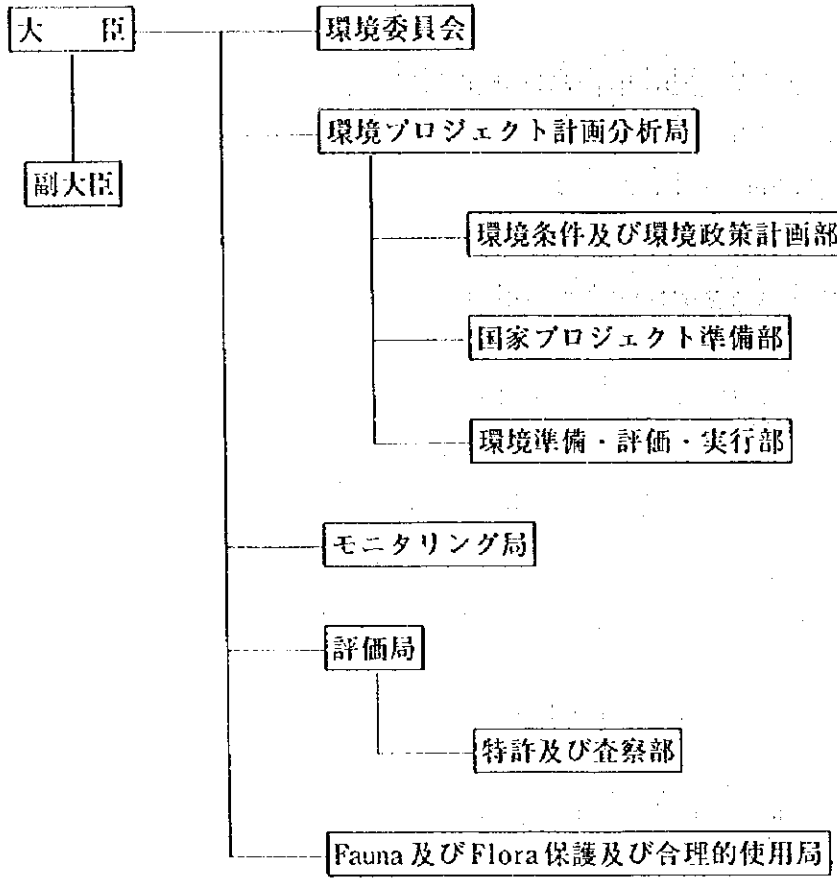 大　　臣
環境委員会
環境プロジェクト計画分析局
副大臣
環境条件及び環境政策計画部
国家プロジェクト準備部
環境準備・評価・実行部
モニタリング局
評価局
特許及び査察部
Fauna及びFlora保護及び合理的使用局